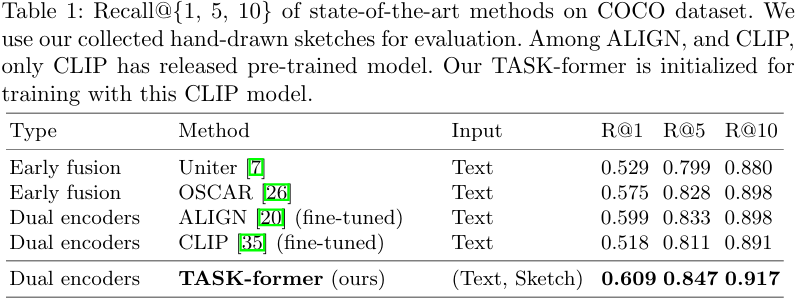 Table 1: Recall@{1, 5, 10} of state-of-the-art methods on COCO dataset. We
use our collected hand-drawn sketches for evaluation. Among ALIGN, and CLIP,
only CLIP has released pre-trained model. Our TASK-former is initialized for
training with this CLIP model.
Type Method Input R@1 R@5 R@10
Early fusion Uniter [7] Text 0.529 0.799 0.880
Early fusion OSCAR [26] Text 0.575 0.828 0.898
Dual encoders ALIGN [20] (fine-tuned) Text 0.599 0.833 0.898
Dual encoders CLIP [35] (fine-tuned) Text 0.518 0.811 0.891
Dual encoders TASK-former (ours) (Text, Sketch) 0.609 0.847 0.917